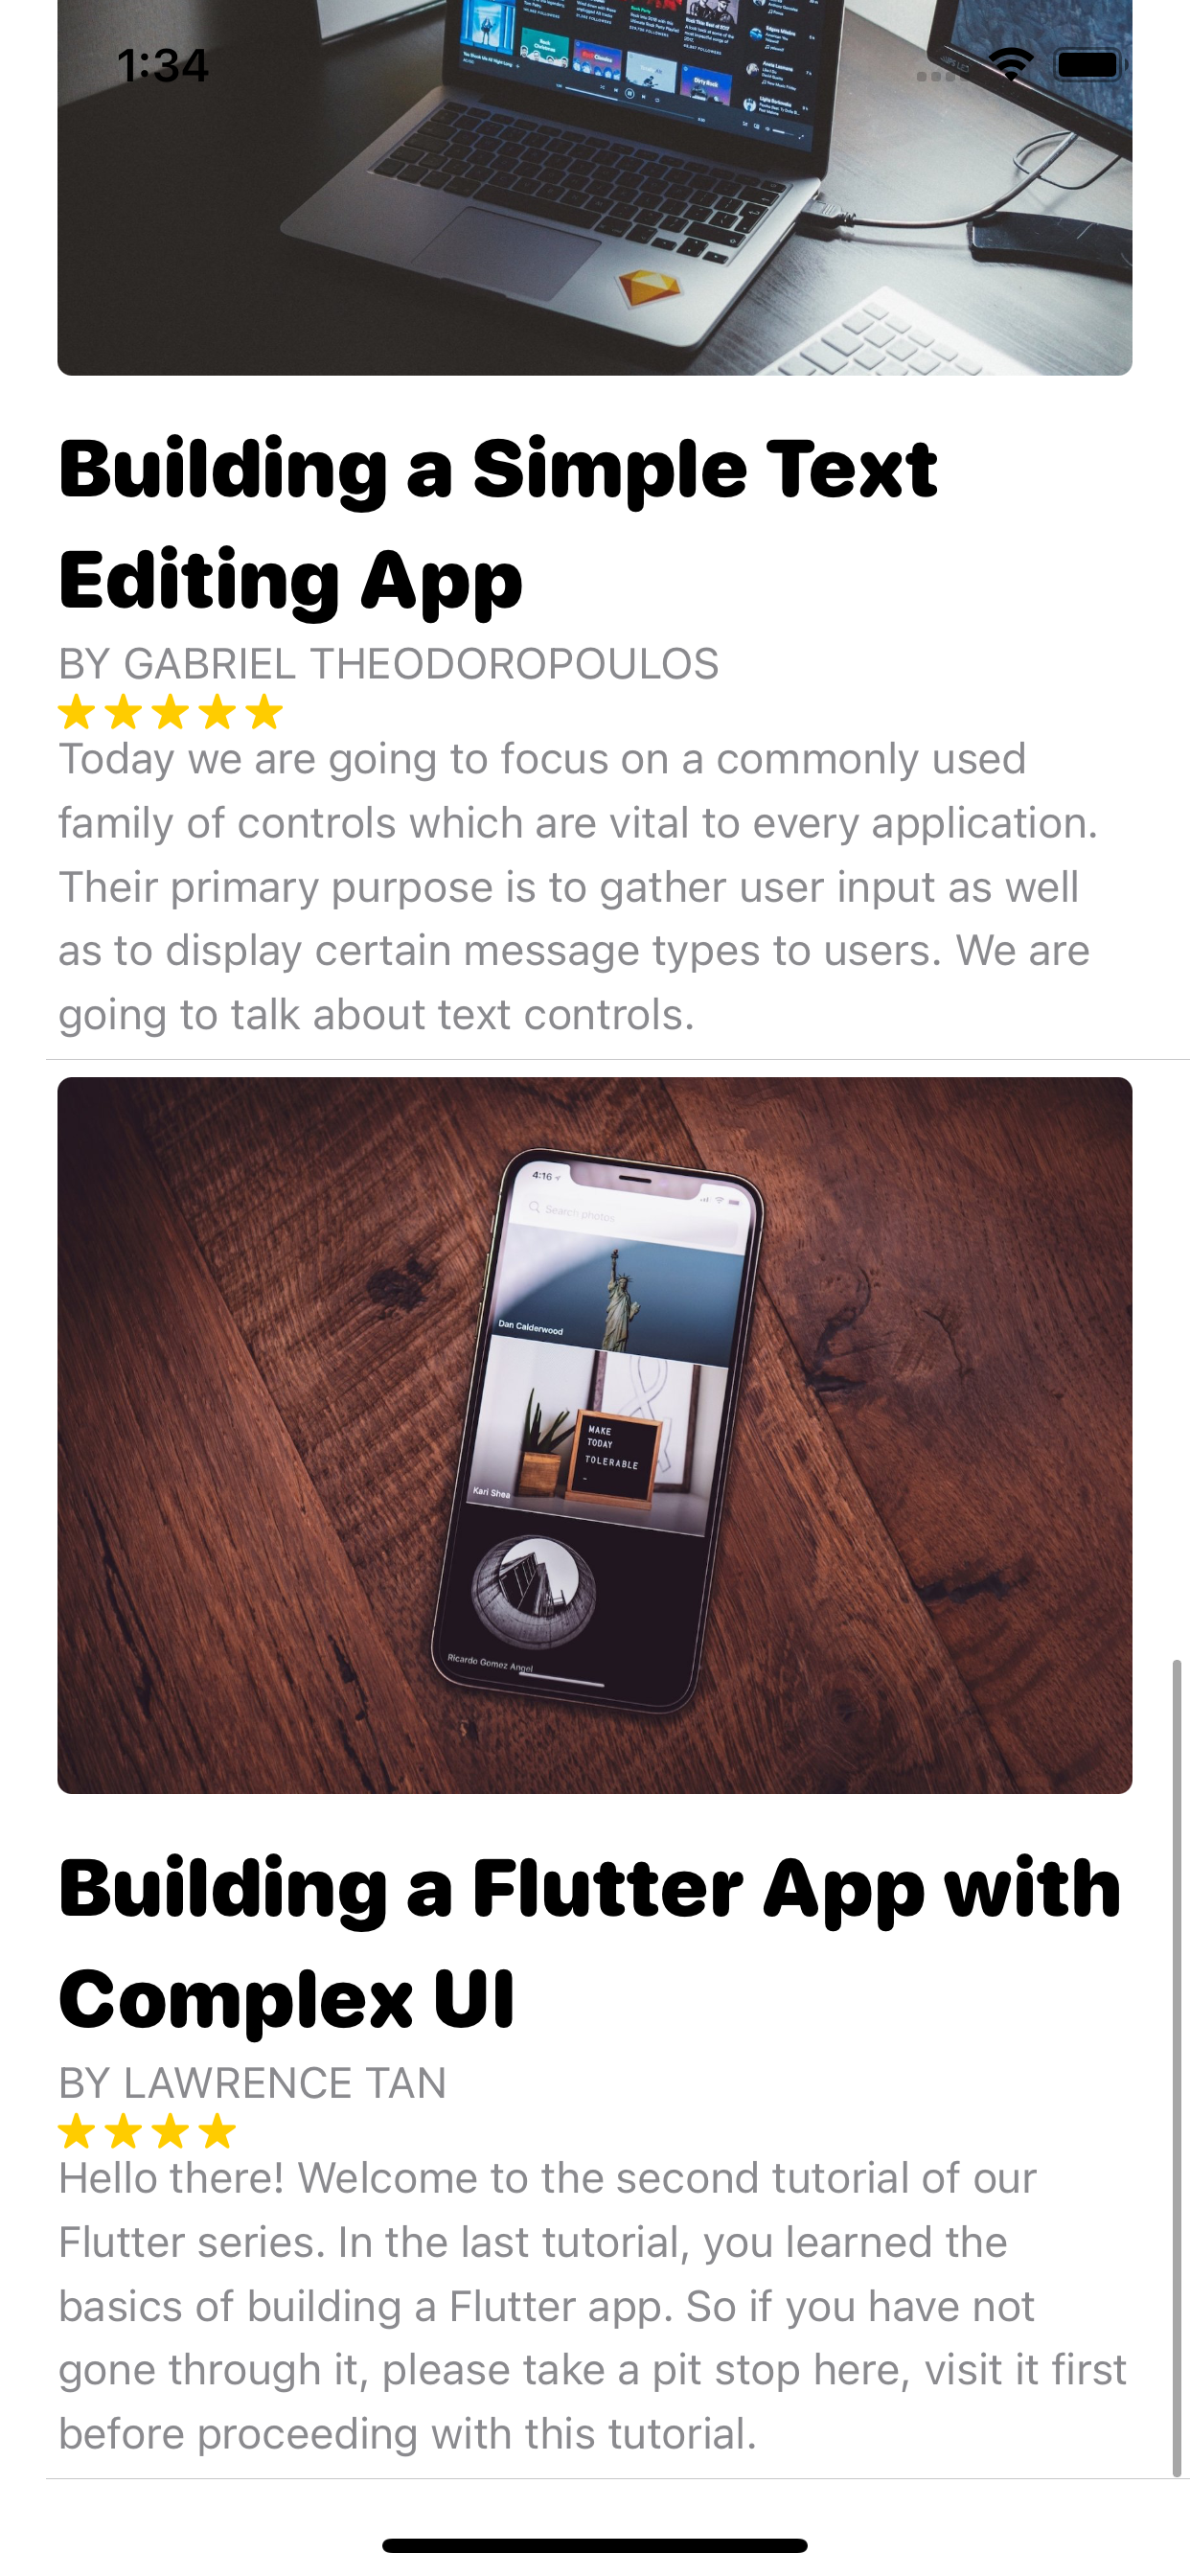 1:34
Building a Simple Text
Editing App
BY GABRIEL THEODOROPOULOS
Today we are going to focus on a commonly used
family of controls which are vital to every application.
Their primary purpose is to gather user input as well
as to display certain message types to users. We are
going to talk about text controls.
4:16
Search photos
Dan Calderwood
MAKE
TODAY
TOLERABLE
Kari Shea
Ricardo Gomez Angel
Building a Flutter App with
Complex UI
BY LAWRENCE TAN
Hello there! Welcome to the second tutorial of our
Flutter series. In the last tutorial, you learned the
basics of building a Flutter app. So if you have not
gone through it, please take a pit stop here, visit it first
before proceeding with this tutorial.